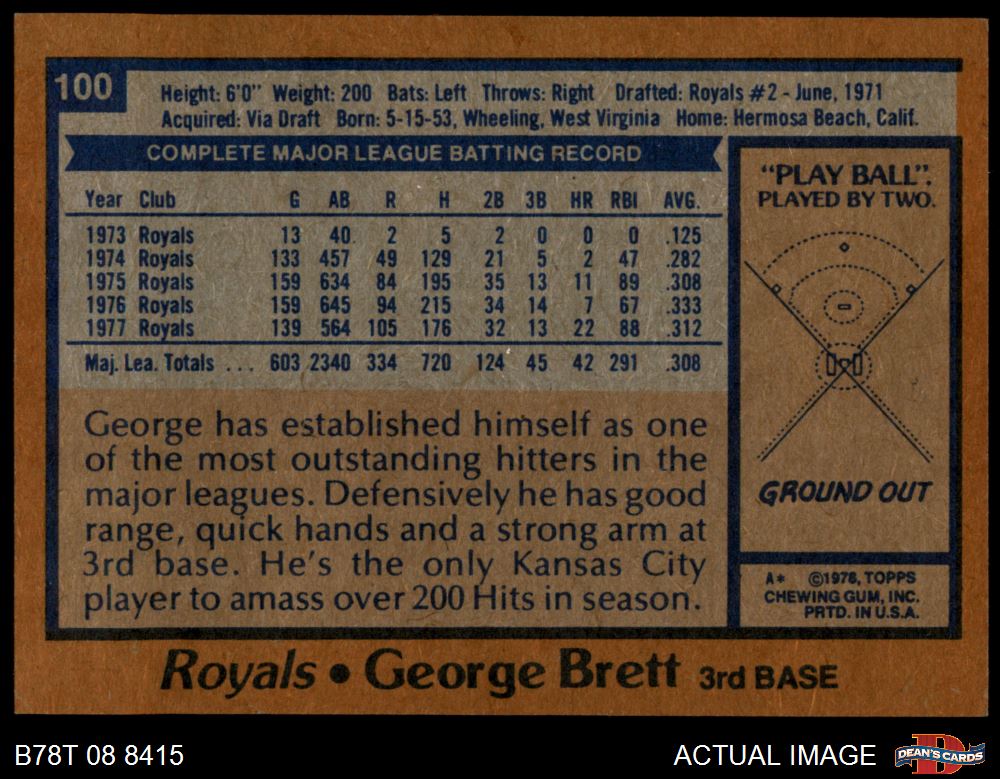 100
Height: 6'0" Weight: 200 Bats: Left Throws: Right Drafted: Royals #2 - June, 1971
Acquired: Via Draft Born: 5-15-53, Wheeling, West Virginia Home: Hermosa Beach, Calif.
COMPLETE MAJOR LEAGUE BATTING RECORD
Year Club G AB R H 2B 3B HR RBI AVG.
1973 Royals 13 40 2 5 2 0 0 0 .125
1974 Royals 133 457 49 129 21 5 2 47 .282
1975 Royals 159 634 84 195 35 13 11 89 .308
1976 Royals 159 645 94 215 34 14 7 67 .333
1977 Royals 139 564 105 176 32 13 22 88 .312
Maj. Lea. Totals ... 603 2340 334 720 124 45 42 291 .308
George has established himself as one
of the most outstanding hitters in the
major leagues. Defensively he has good
range, quick hands and a strong arm at
3rd base. He's the only Kansas City
player to amass over 200 Hits in season.
"PLAY BALL".
PLAYED BY TWO.
GROUND OUT
A* ©1978, TOPPS
CHEWING GUM, INC.
PRTD. IN U.S.A.
Royals • George Brett 3rd BASE
B78T 08 8415
ACTUAL IMAGE
D
DEAN'S CARDS